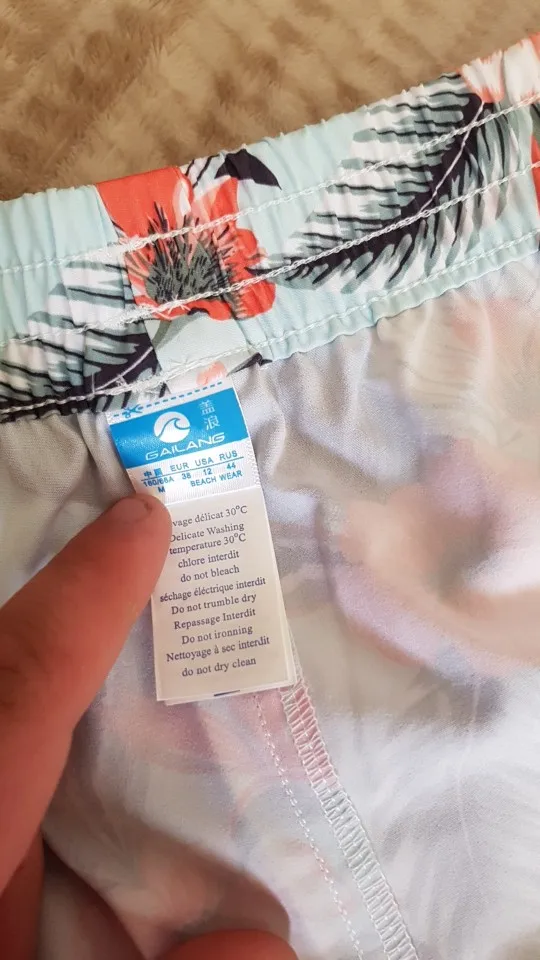 盖浪
GAILANG
中国 EUR USA RUS
160/66A 38 12 44
M BEACH WEAR
vage délicat 30°C
Delicate Washing
temperature 30°C
chlore interdit
do not bleach
séchage électrique interdit
Do not trumble dry
Repassage Interdit
Do not ironning
Nettoyage à sec interdit
do not dry clean